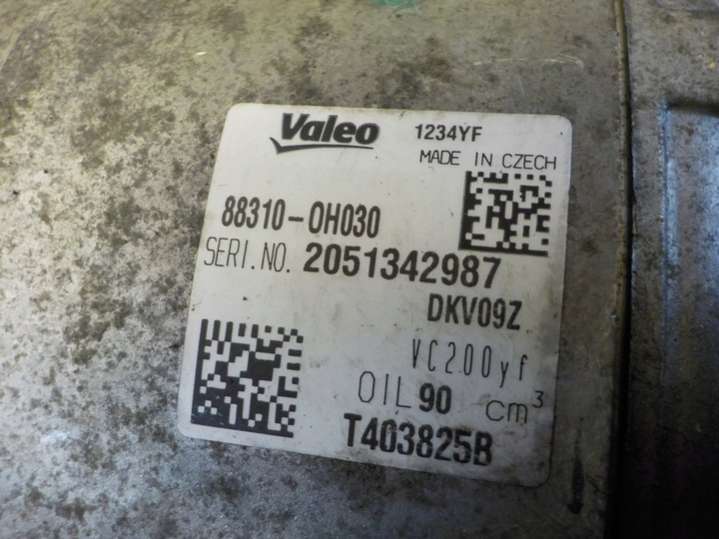 Valeo 1234YF
MADE IN CZECH
88310-0H030
SERI.NO. 2051342987
DKV09Z
VC200yf
OIL 90 cm³
T403825B